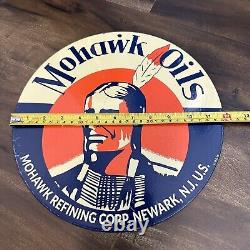 Mohawk Oils
MOHAWK REFINING CORP. NEWARK, N.J. U.S.